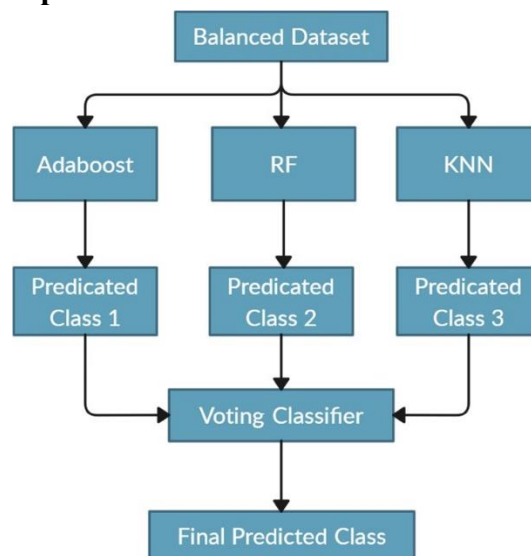 Balanced Dataset
Adaboost
RF
KNN
Predicated
Class 1
Predicated
Class 2
Predicated
Class 3
Voting Classifier
Final Predicted Class